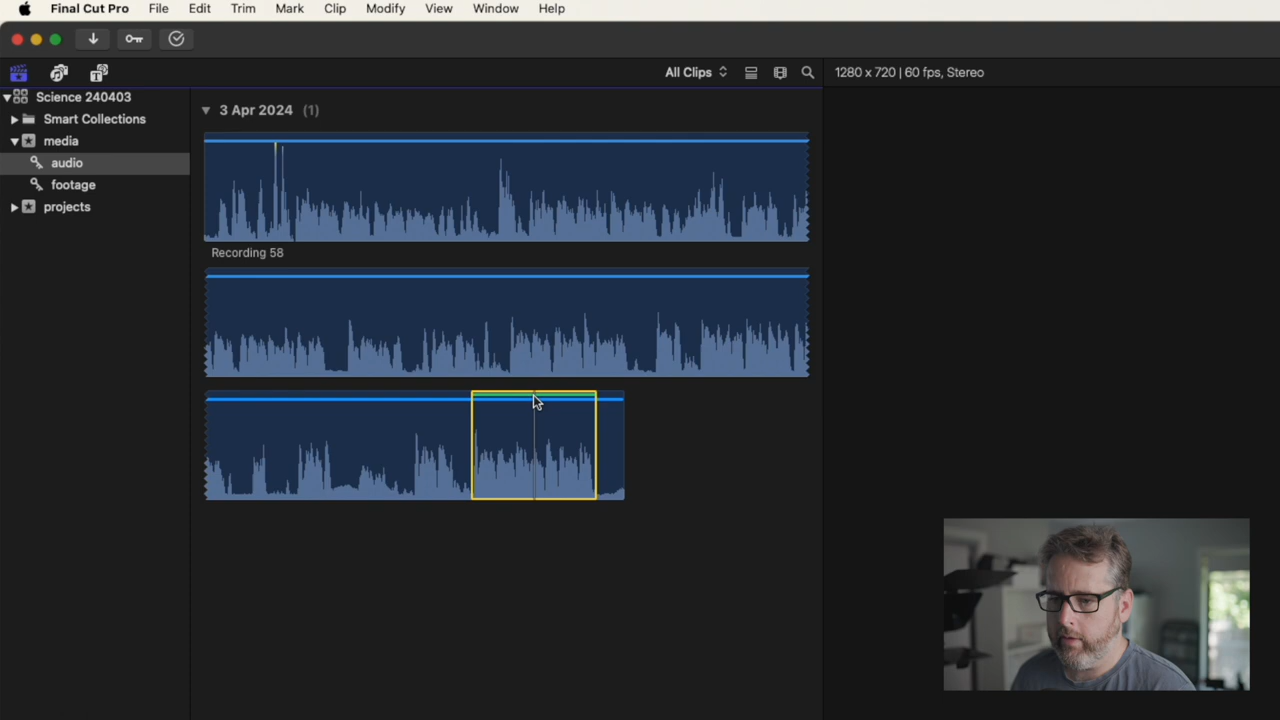 Final Cut Pro File Edit Trim Mark Clip Modify View Window Help
All Clips
1280 x 720 | 60 fps, Stereo
Science 240403
Smart Collections
media
audio
footage
projects
3 Apr 2024 (1)
Recording 58